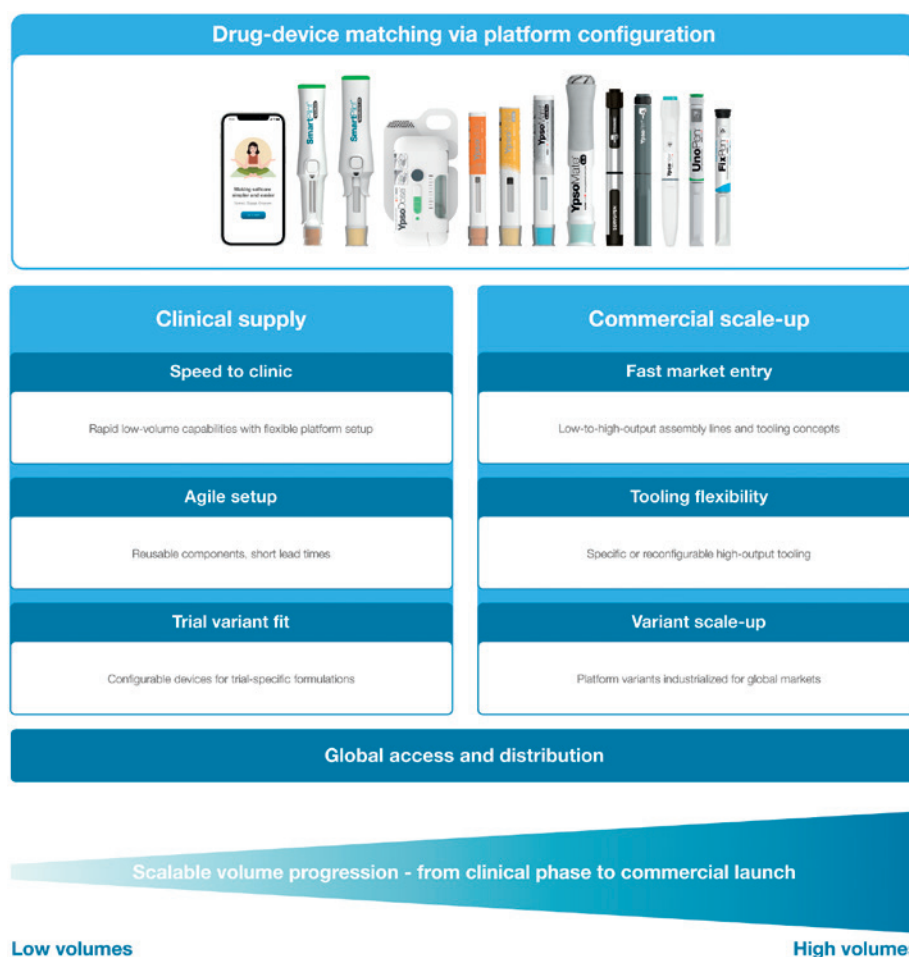 Drug-device matching via platform configuration
Making selfcare
simpler and easier
SmartPilot
SmartPilot
YpsoDose
YpsoMate
YpsoMate
UnoPen
FixPen
Clinical supply
Commercial scale-up
Speed to clinic
Fast market entry
Rapid low-volume capabilities with flexible platform setup
Low-to-high-output assembly lines and tooling concepts
Agile setup
Tooling flexibility
Reusable components, short lead times
Specific or reconfigurable high-output tooling
Trial variant fit
Variant scale-up
Configurable devices for trial-specific formulations
Platform variants industrialized for global markets
Global access and distribution
Scalable volume progression - from clinical phase to commercial launch
Low volumes
High volume